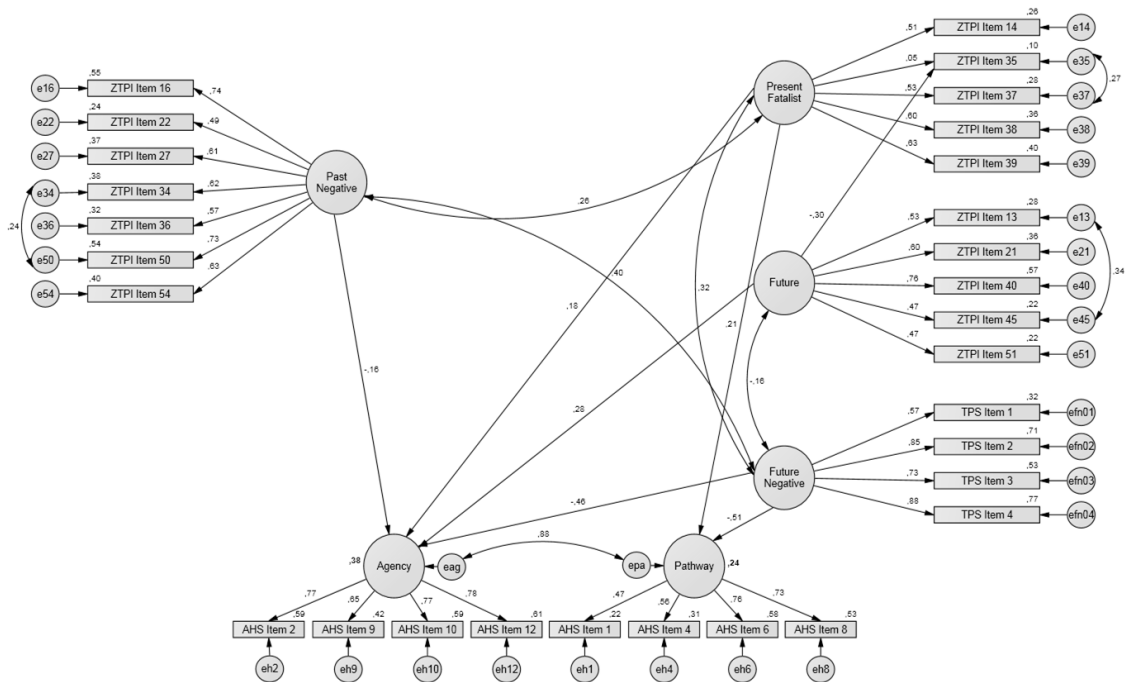 ,26
ZTPI Item 14
e14
,51
,10
ZTPI Item 35
e35
,05
,27
,28
ZTPI Item 37
e37
,53
,36
ZTPI Item 38
e38
,60
,40
ZTPI Item 39
e39
,63
Present
Fatalist
,55
e16
ZTPI Item 16
,74
,24
e22
ZTPI Item 22
,49
,37
e27
ZTPI Item 27
,61
,38
e34
ZTPI Item 34
,62
,32
e36
ZTPI Item 36
,57
,24
,54
e50
ZTPI Item 50
,73
,40
e54
ZTPI Item 54
,63
Past
Negative
,26
-,30
,28
ZTPI Item 13
e13
,53
,36
ZTPI Item 21
e21
,60
,57
ZTPI Item 40
e40
,76
,34
,22
ZTPI Item 45
e45
,47
,22
ZTPI Item 51
e51
,47
Future
,40
,32
,18
,21
-,16
-,16
,28
,32
TPS Item 1
efn01
,57
,71
TPS Item 2
efn02
,85
,53
TPS Item 3
efn03
,73
,77
TPS Item 4
efn04
,88
Future
Negative
-,46
-,51
,88
,38
Agency
eag
epa
Pathway
,24
,77
,65
,77
,78
,47
,56
,76
,73
,59
,42
,59
,61
,22
,31
,58
,53
AHS Item 2
AHS Item 9
AHS Item 10
AHS Item 12
AHS Item 1
AHS Item 4
AHS Item 6
AHS Item 8
eh2
eh9
eh10
eh12
eh1
eh4
eh6
eh8